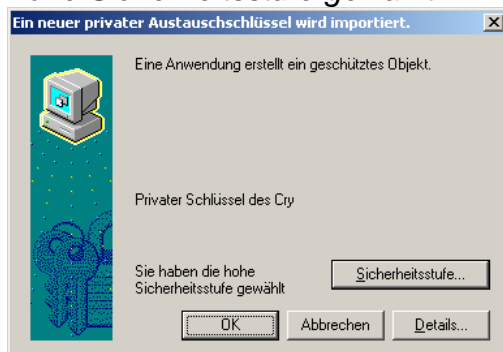 Ein neuer privater Austauschschlüssel wird importiert.
Eine Anwendung erstellt ein geschütztes Objekt.
Privater Schlüssel des Cry
Sie haben die hohe
Sicherheitsstufe gewählt
Sicherheitsstufe...
OK
Abbrechen
Details...